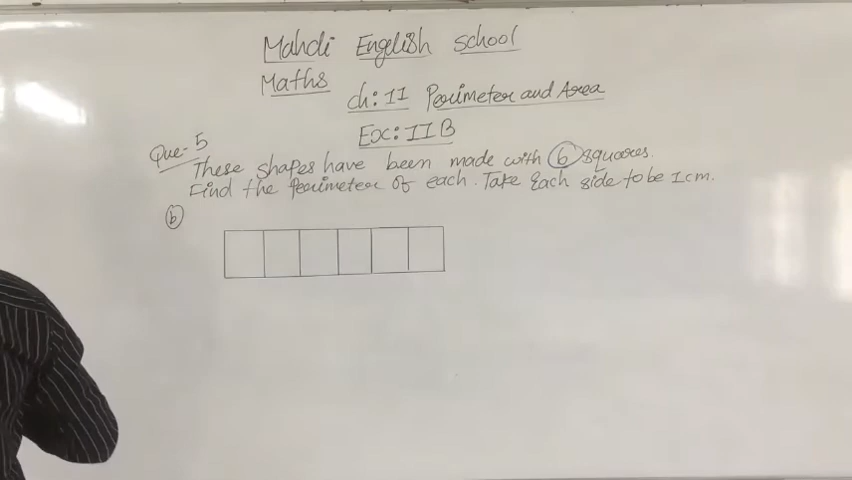 Mahdi English school
Maths
ch: 11 Perimeter and Area
Ex: 11 B
Que- 5
These shapes have been made with 6 squares.
Find the Perimeter of each. Take Each side to be 1cm.
b